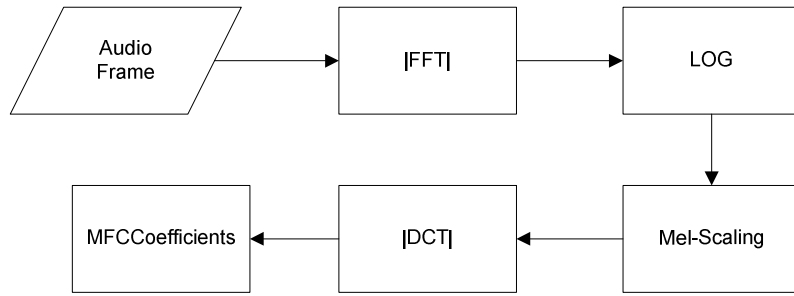 Audio
Frame
|FFT|
LOG
Mel-Scaling
|DCT|
MFCCoefficients